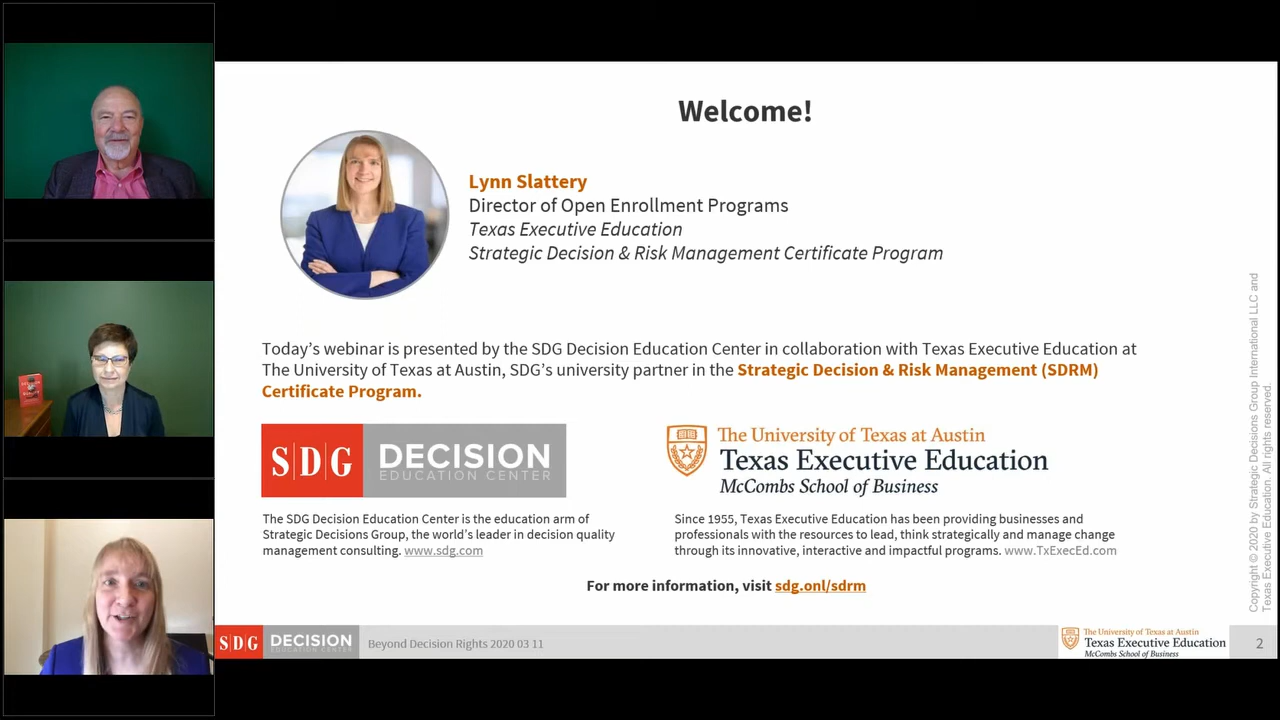 Welcome!
Lynn Slattery
Director of Open Enrollment Programs
Texas Executive Education
Strategic Decision & Risk Management Certificate Program
Today's webinar is presented by the SDG Decision Education Center in collaboration with Texas Executive Education at
The University of Texas at Austin, SDG's university partner in the Strategic Decision & Risk Management (SDRM)
Certificate Program.
SDG DECISION
EDUCATION CENTER
The University of Texas at Austin
Texas Executive Education
McCombs School of Business
The SDG Decision Education Center is the education arm of
Strategic Decisions Group, the world's leader in decision quality
management consulting. www.sdg.com
Since 1955, Texas Executive Education has been providing businesses and
professionals with the resources to lead, think strategically and manage change
through its innovative, interactive and impactful programs. www.TxExecEd.com
For more information, visit sdg.onl/sdrm
Copyright © 2020 by Strategic Decisions Group International LLC and
Texas Executive Education. All rights reserved.
SDG DECISION
EDUCATION CENTER
Beyond Decision Rights 2020 03 11
The University of Texas at Austin
Texas Executive Education
McCombs School of Business
2